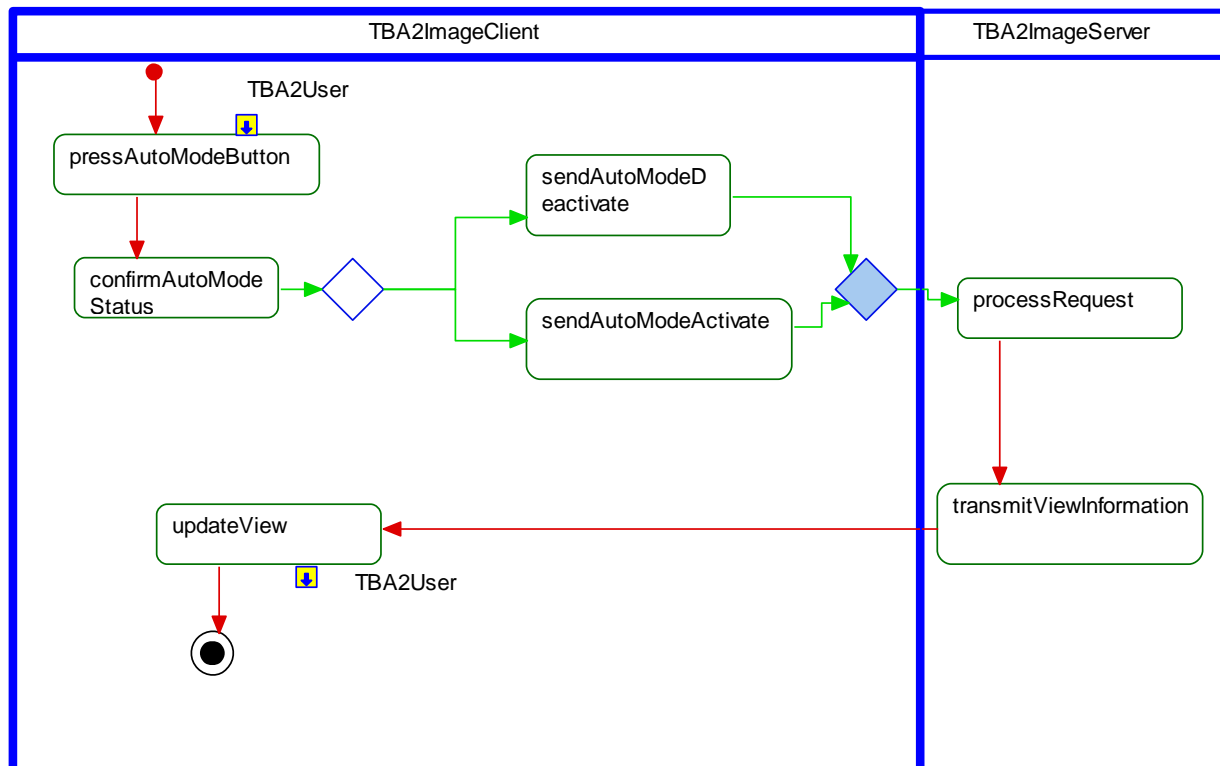 TBA2ImageClient
TBA2ImageServer
TBA2User
pressAutoModeButton
sendAutoModeD
eactivate
confirmAutoMode
Status
sendAutoModeActivate
processRequest
transmitViewInformation
updateView
TBA2User